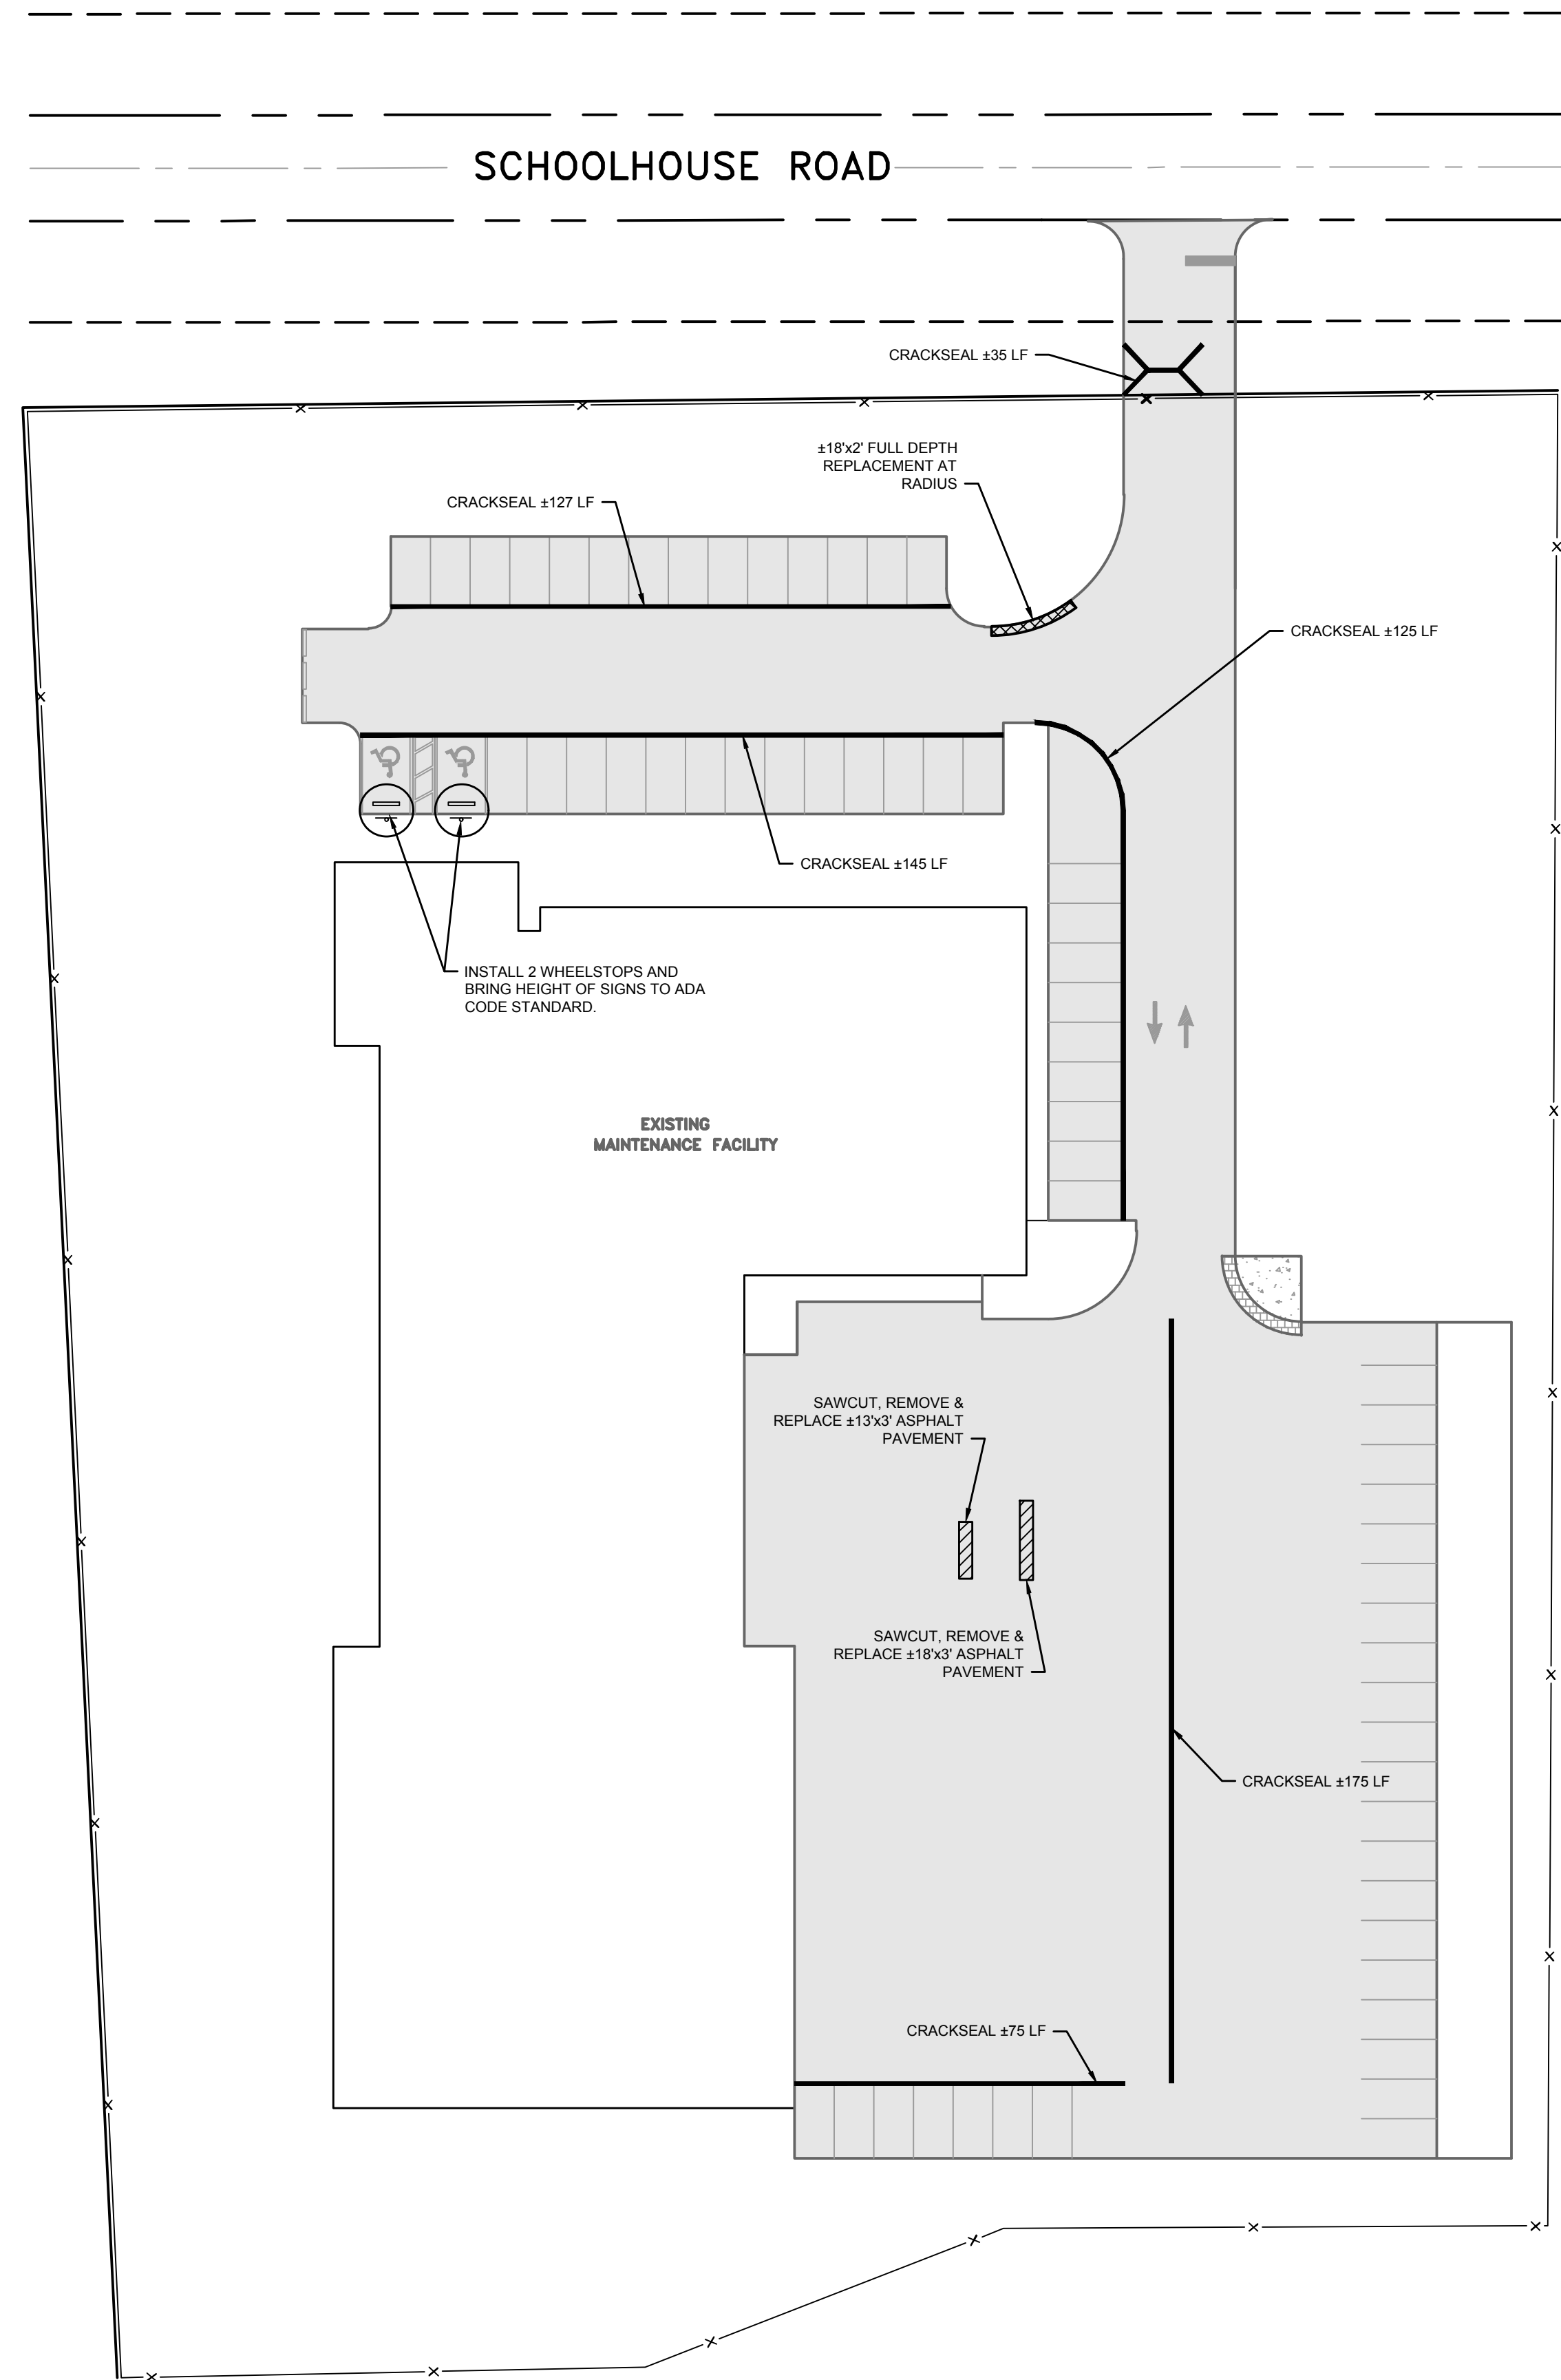 SCHOOLHOUSE ROAD
CRACKSEAL ±35 LF
±18'x2' FULL DEPTH
REPLACEMENT AT
RADIUS
CRACKSEAL ±127 LF
CRACKSEAL ±125 LF
CRACKSEAL ±145 LF
INSTALL 2 WHEELSTOPS AND
BRING HEIGHT OF SIGNS TO ADA
CODE STANDARD.
EXISTING
MAINTENANCE FACILITY
SAWCUT, REMOVE &
REPLACE ±13'x3' ASPHALT
PAVEMENT
SAWCUT, REMOVE &
REPLACE ±18'x3' ASPHALT
PAVEMENT
CRACKSEAL ±175 LF
CRACKSEAL ±75 LF